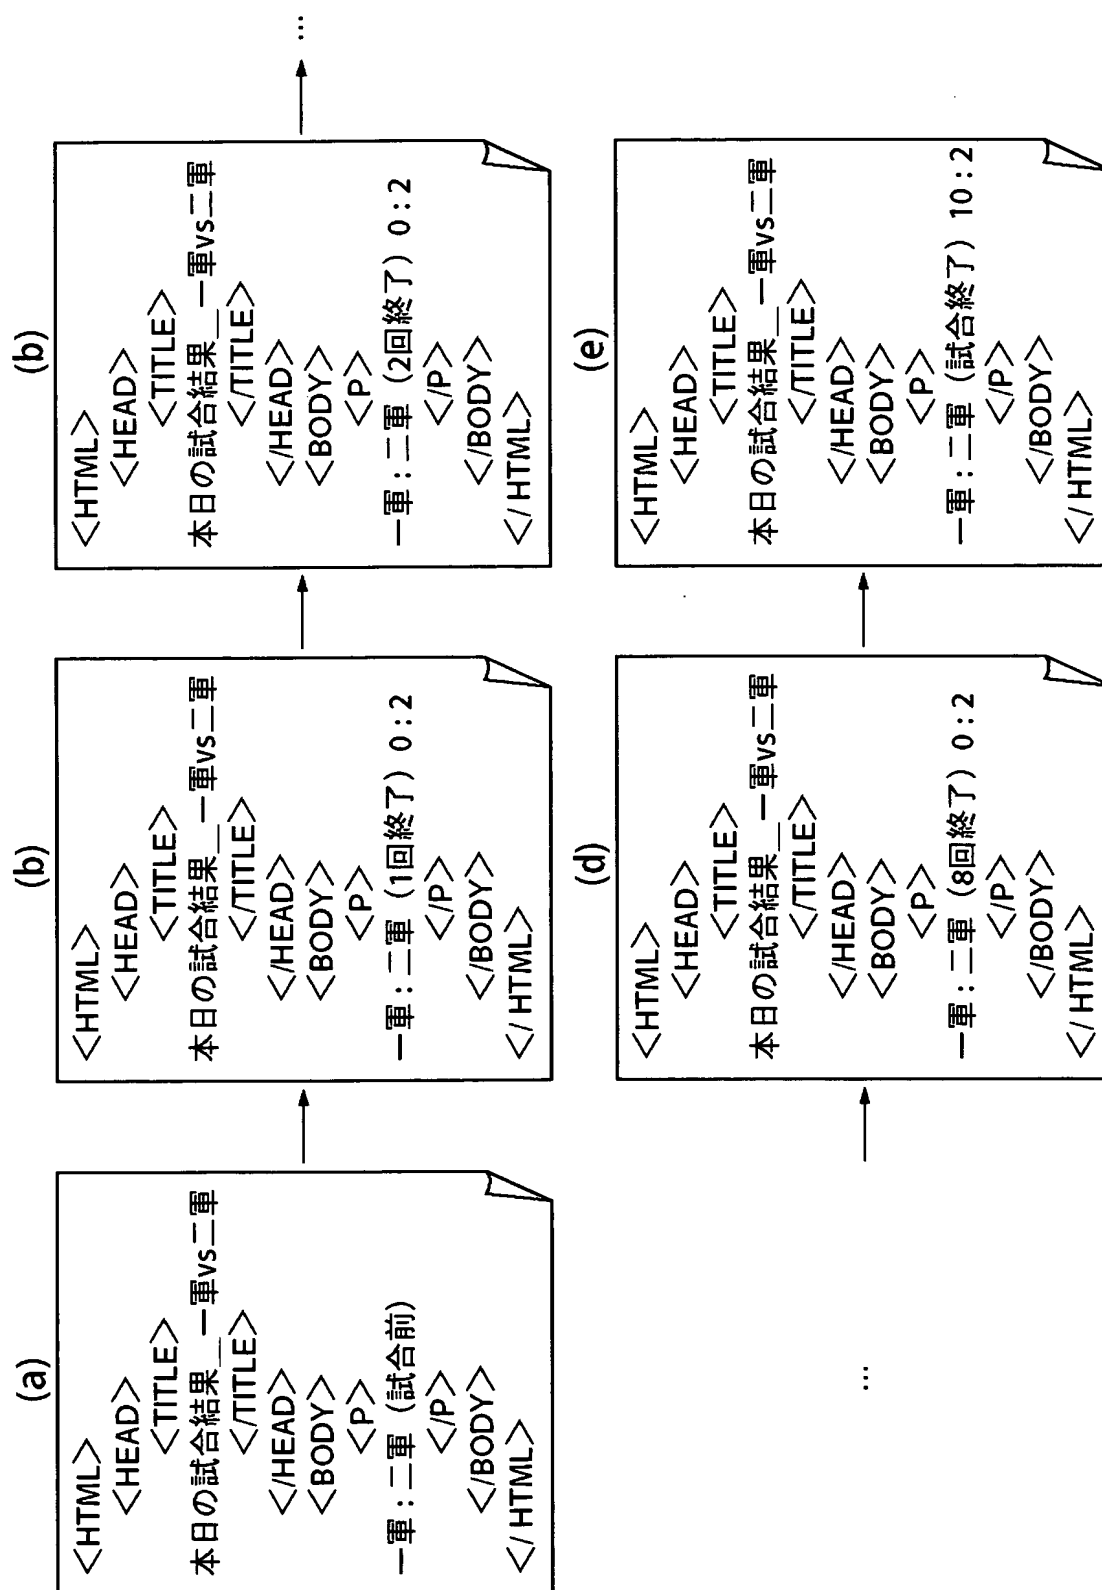 (a)
<HTML>
<HEAD>
<TITLE>
本日の試合結果__一軍vs二軍
</TITLE>
</HEAD>
<BODY>
<P>
一軍:二軍 (試合前)
</P>
</BODY>
</HTML>
(b)
<HTML>
<HEAD>
<TITLE>
本日の試合結果__一軍vs二軍
</TITLE>
</HEAD>
<BODY>
<P>
一軍:二軍 (1回終了) 0:2
</P>
</BODY>
</HTML>
(b)
<HTML>
<HEAD>
<TITLE>
本日の試合結果__一軍vs二軍
</TITLE>
</HEAD>
<BODY>
<P>
一軍:二軍 (2回終了) 0:2
</P>
</BODY>
</HTML>
…
…
(d)
<HTML>
<HEAD>
<TITLE>
本日の試合結果__一軍vs二軍
</TITLE>
</HEAD>
<BODY>
<P>
一軍:二軍 (8回終了) 0:2
</P>
</BODY>
</HTML>
(e)
<HTML>
<HEAD>
<TITLE>
本日の試合結果__一軍vs二軍
</TITLE>
</HEAD>
<BODY>
<P>
一軍:二軍 (試合終了) 10:2
</P>
</BODY>
</HTML>